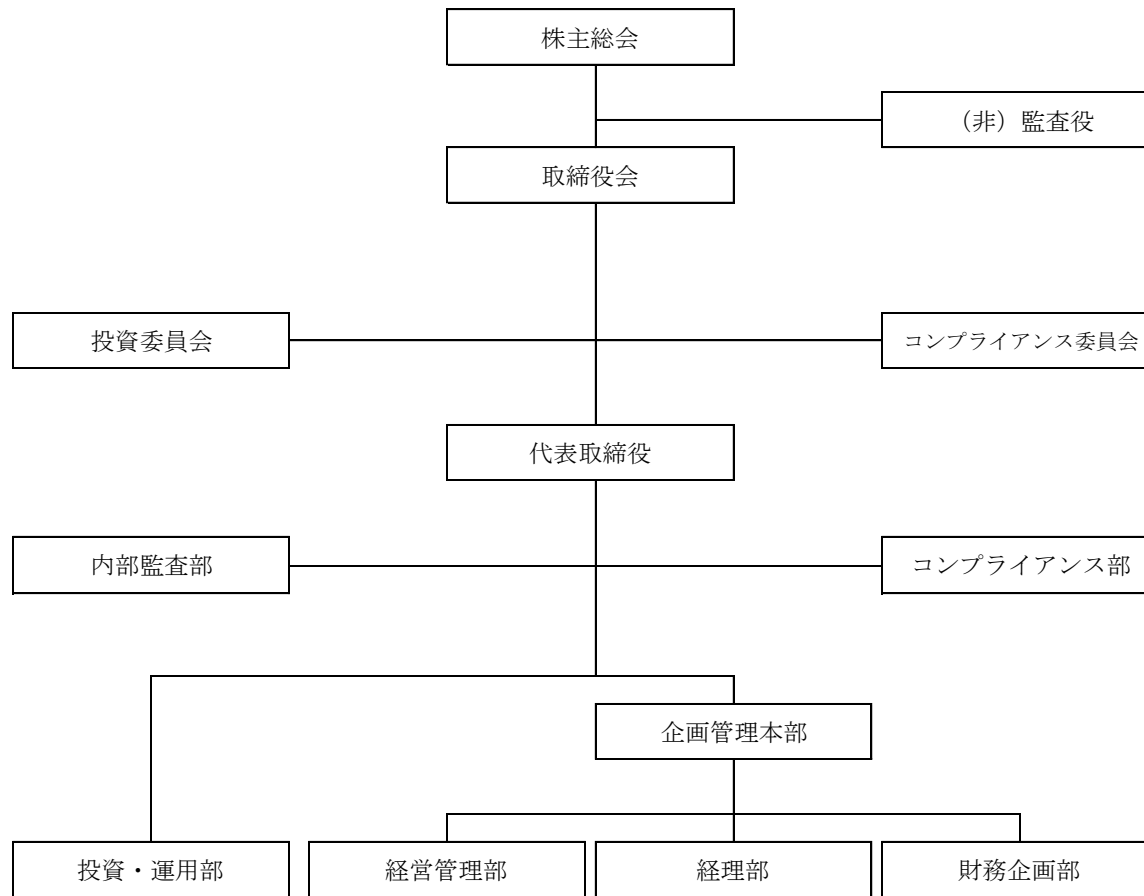 株主総会
（非）監査役
取締役会
投資委員会
コンプライアンス委員会
代表取締役
内部監査部
コンプライアンス部
企画管理本部
投資・運用部
経営管理部
経理部
財務企画部